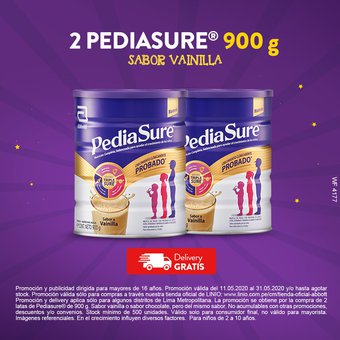 2 PEDIASURE® 900 g
SABOR VAINILLA
PediaSure
PediaSure
PROBADO
PROBADO
TRIPLE
SURE
Sabor a
Vainilla
Sabor a
Vainilla
Delivery
GRATIS
WF 4177
Promoción y publicidad dirigida para mayores de 16 años. Promoción válida del 11.05.2020 al 31.05.2020 y/o hasta agotar
stock. Promoción válida sólo para compras a través nuestra tienda oficial de LINIO; www.linio.com.pe/cm/tienda-oficial-abbott
Promoción y delivery aplica sólo para algunos distritos de Lima Metropolitana. La promoción se obtiene por la compra de 2
latas de Pediasure® de 900 g. Sabor vainilla o sabor chocolate, pero del mismo sabor. No acumulables con otras promociones,
descuentos y/o convenios. Stock mínimo de 500 unidades. Válido solo para consumidor final, no válido para mayorista.
Imágenes referenciales. En el crecimiento influyen diversos factores. Para niños de 2 a 10 años.